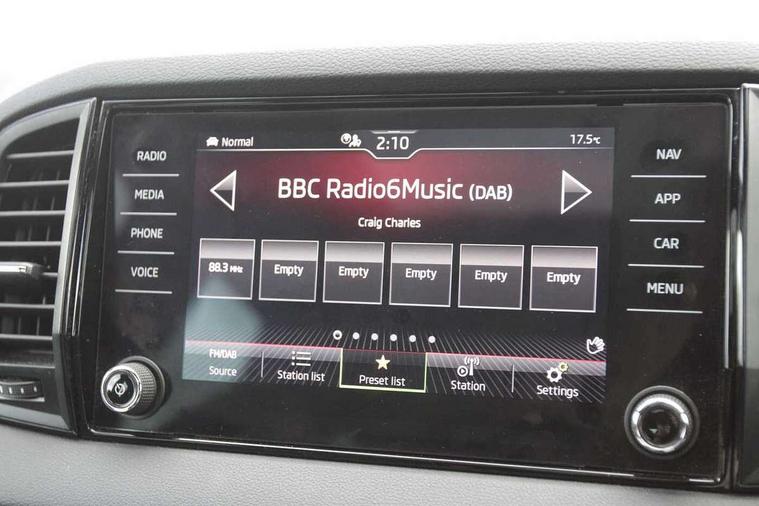 RADIO
MEDIA
PHONE
VOICE
Normal
2:10
17.5°C
BBC Radio6Music (DAB)
Craig Charles
88.3 MHz
Empty
Empty
Empty
Empty
Empty
FM/DAB
Source
Station list
Preset list
Station
Settings
NAV
APP
CAR
MENU